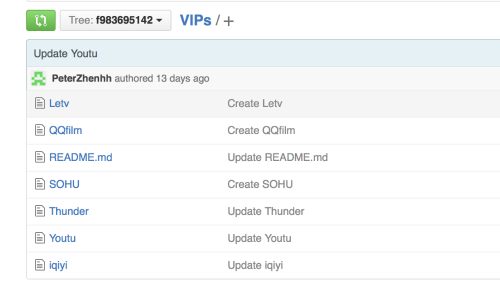 Tree: f983695142 VIPs / +
Update Youtu
PeterZhenhh authored 13 days ago
Letv Create Letv
QQfilm Create QQfilm
README.md Update README.md
SOHU Create SOHU
Thunder Update Thunder
Youtu Update Youtu
iqiyi Update iqiyi